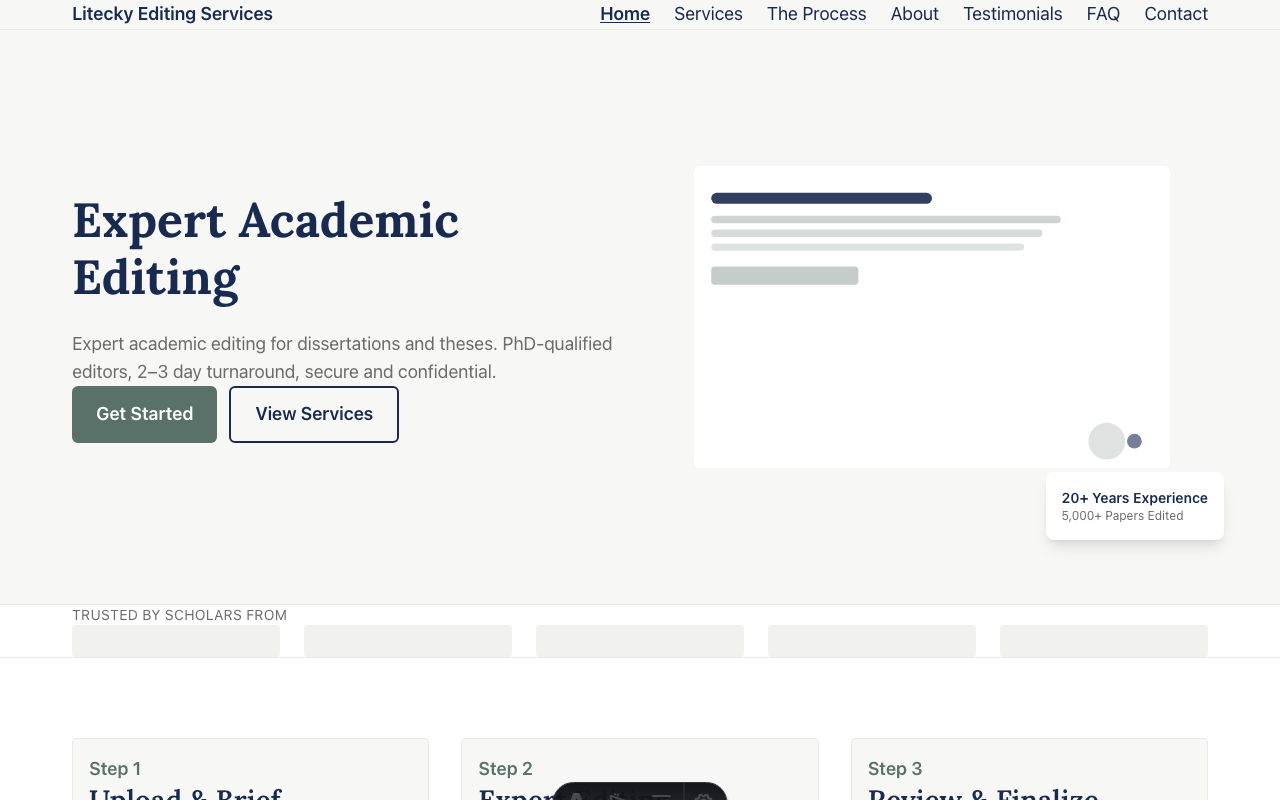 Litecky Editing Services
Home Services The Process About Testimonials FAQ Contact
Expert Academic
Editing
Expert academic editing for dissertations and theses. PhD-qualified
editors, 2–3 day turnaround, secure and confidential.
Get Started View Services
20+ Years Experience
5,000+ Papers Edited
TRUSTED BY SCHOLARS FROM
Step 1
Upload & Brief
Step 2
Step 3
Review & Finalize